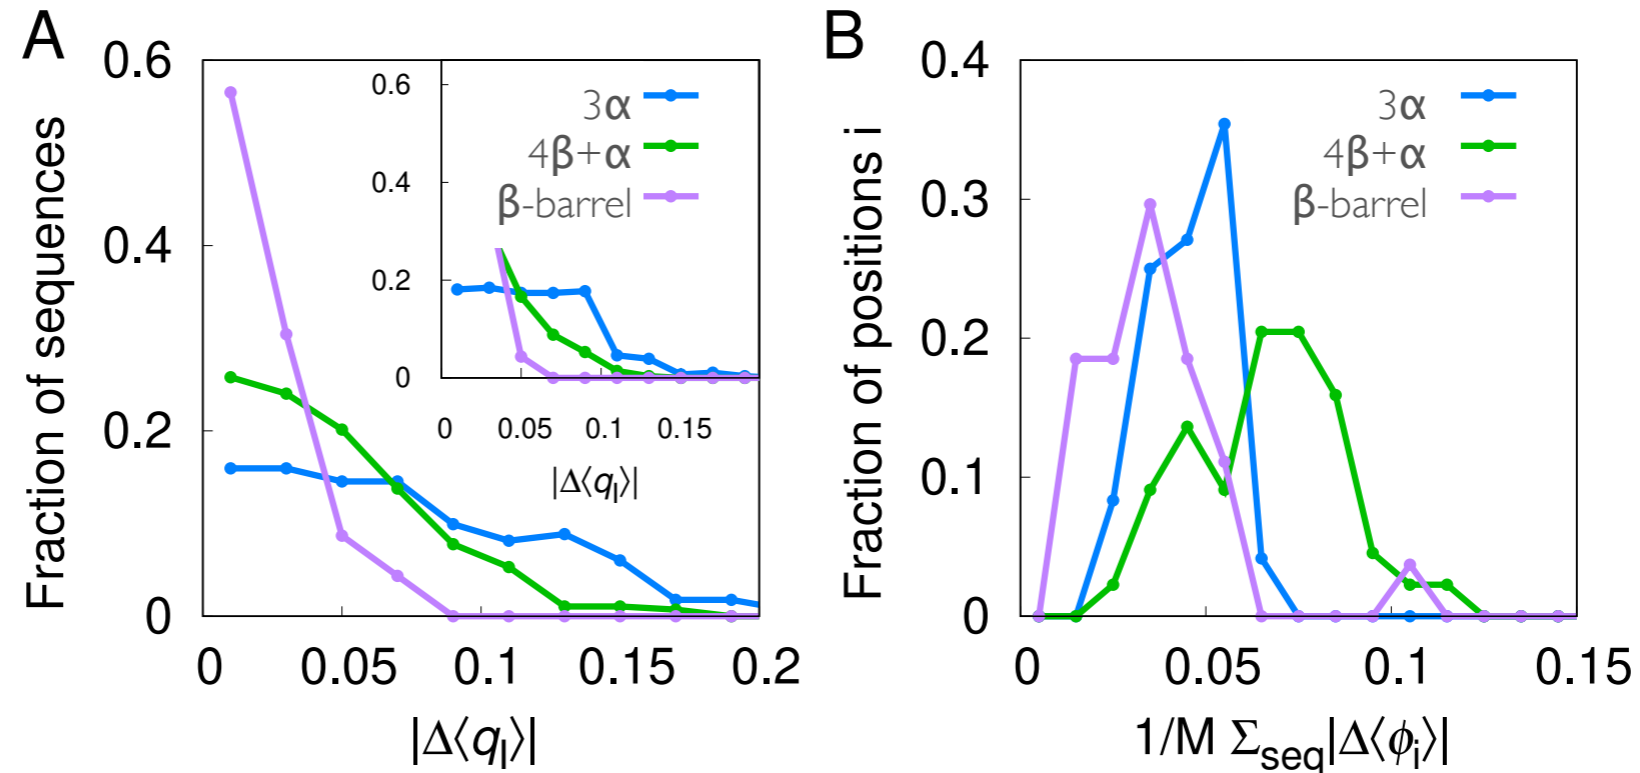 A
B
Fraction of sequences
0.6
0.4
0.2
0
0
0.05
0.1
0.15
0.2
|Δ⟨q_I⟩|
0.6
0.4
0.2
0
0
0.05
0.1
0.15
|Δ⟨q_I⟩|
3α
4β+α
β-barrel
Fraction of positions i
0.4
0.3
0.2
0.1
0
0
0.05
0.1
0.15
1/M Σ_seq|Δ⟨ϕ_i⟩|
3α
4β+α
β-barrel